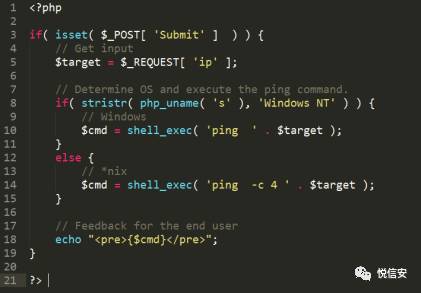 1 <?php
2
3 if( isset( $_POST[ 'Submit' ]  ) ) {
4     // Get input
5     $target = $_REQUEST[ 'ip' ];
6
7     // Determine OS and execute the ping command.
8     if( stristr( php_uname( 's' ), 'Windows NT' ) ) {
9         // Windows
10         $cmd = shell_exec( 'ping  ' . $target );
11     }
12     else {
13         // *nix
14         $cmd = shell_exec( 'ping  -c 4 ' . $target );
15     }
16
17     // Feedback for the end user
18     echo "<pre>{$cmd}</pre>";
19 }
20
21 ?>
悦信安